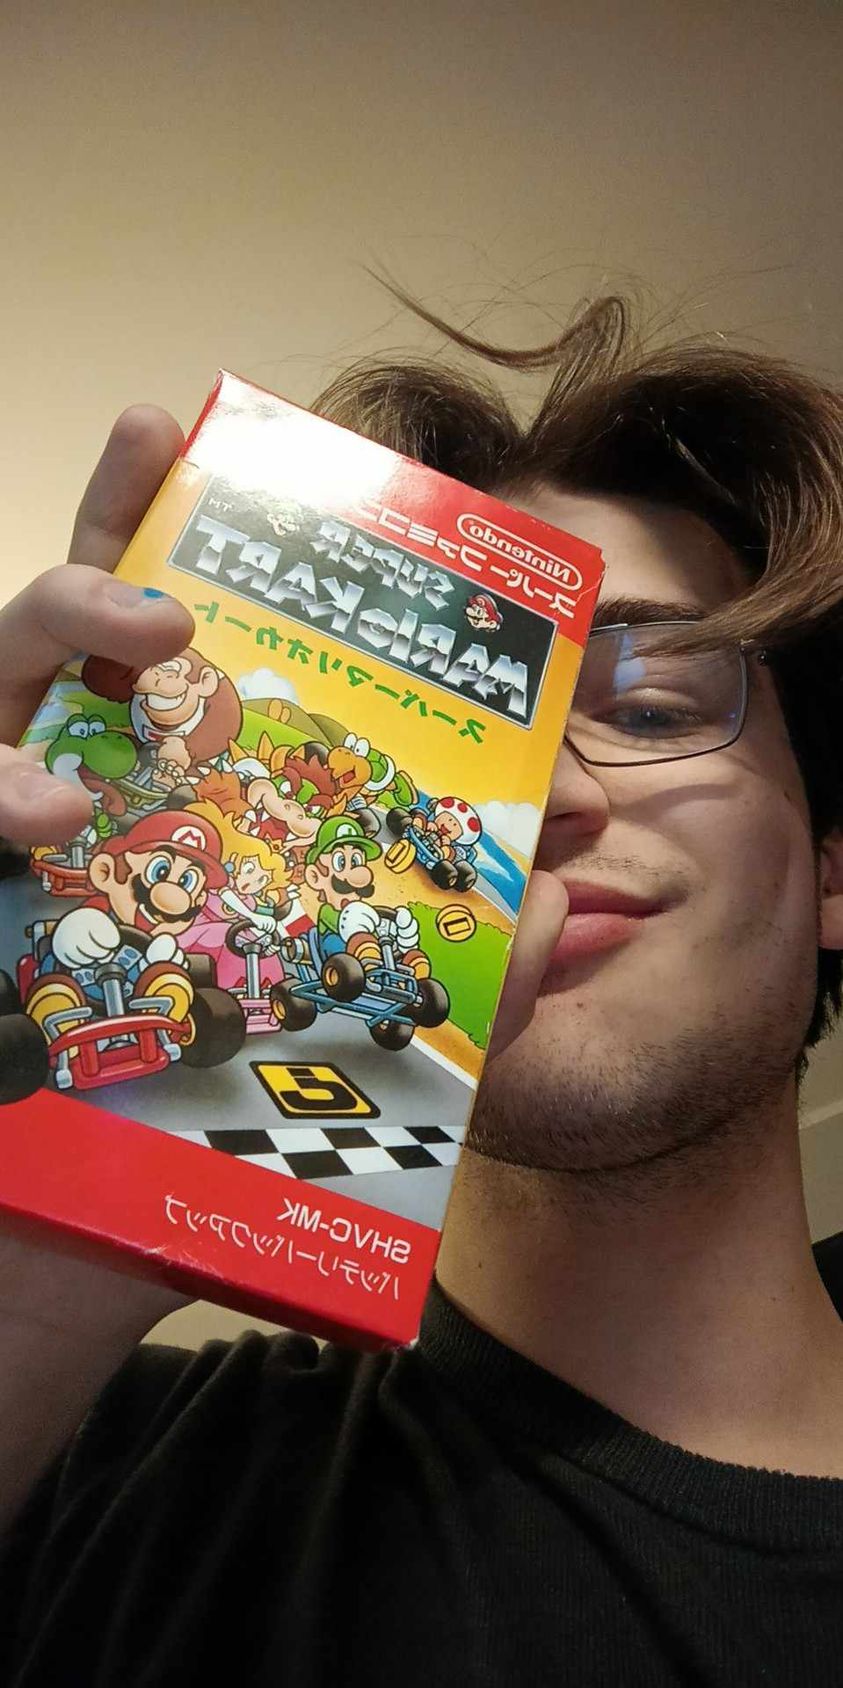 Nintendo
スーパーファミコン
SUPER
MARIO KART
TM
スーパーマリオカート
M
SHVC-MK
バッテリーバックアップ